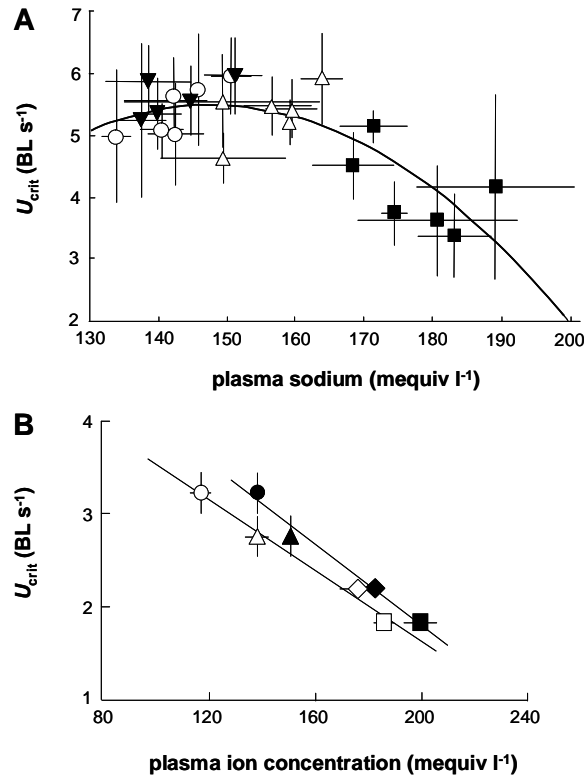 A
7
6
5
4
3
2
Ucrit (BL s-1)
130 140 150 160 170 180 190 200
plasma sodium (mequiv l-1)
B
4
3
2
1
Ucrit (BL s-1)
80 120 160 200 240
plasma ion concentration (mequiv l-1)